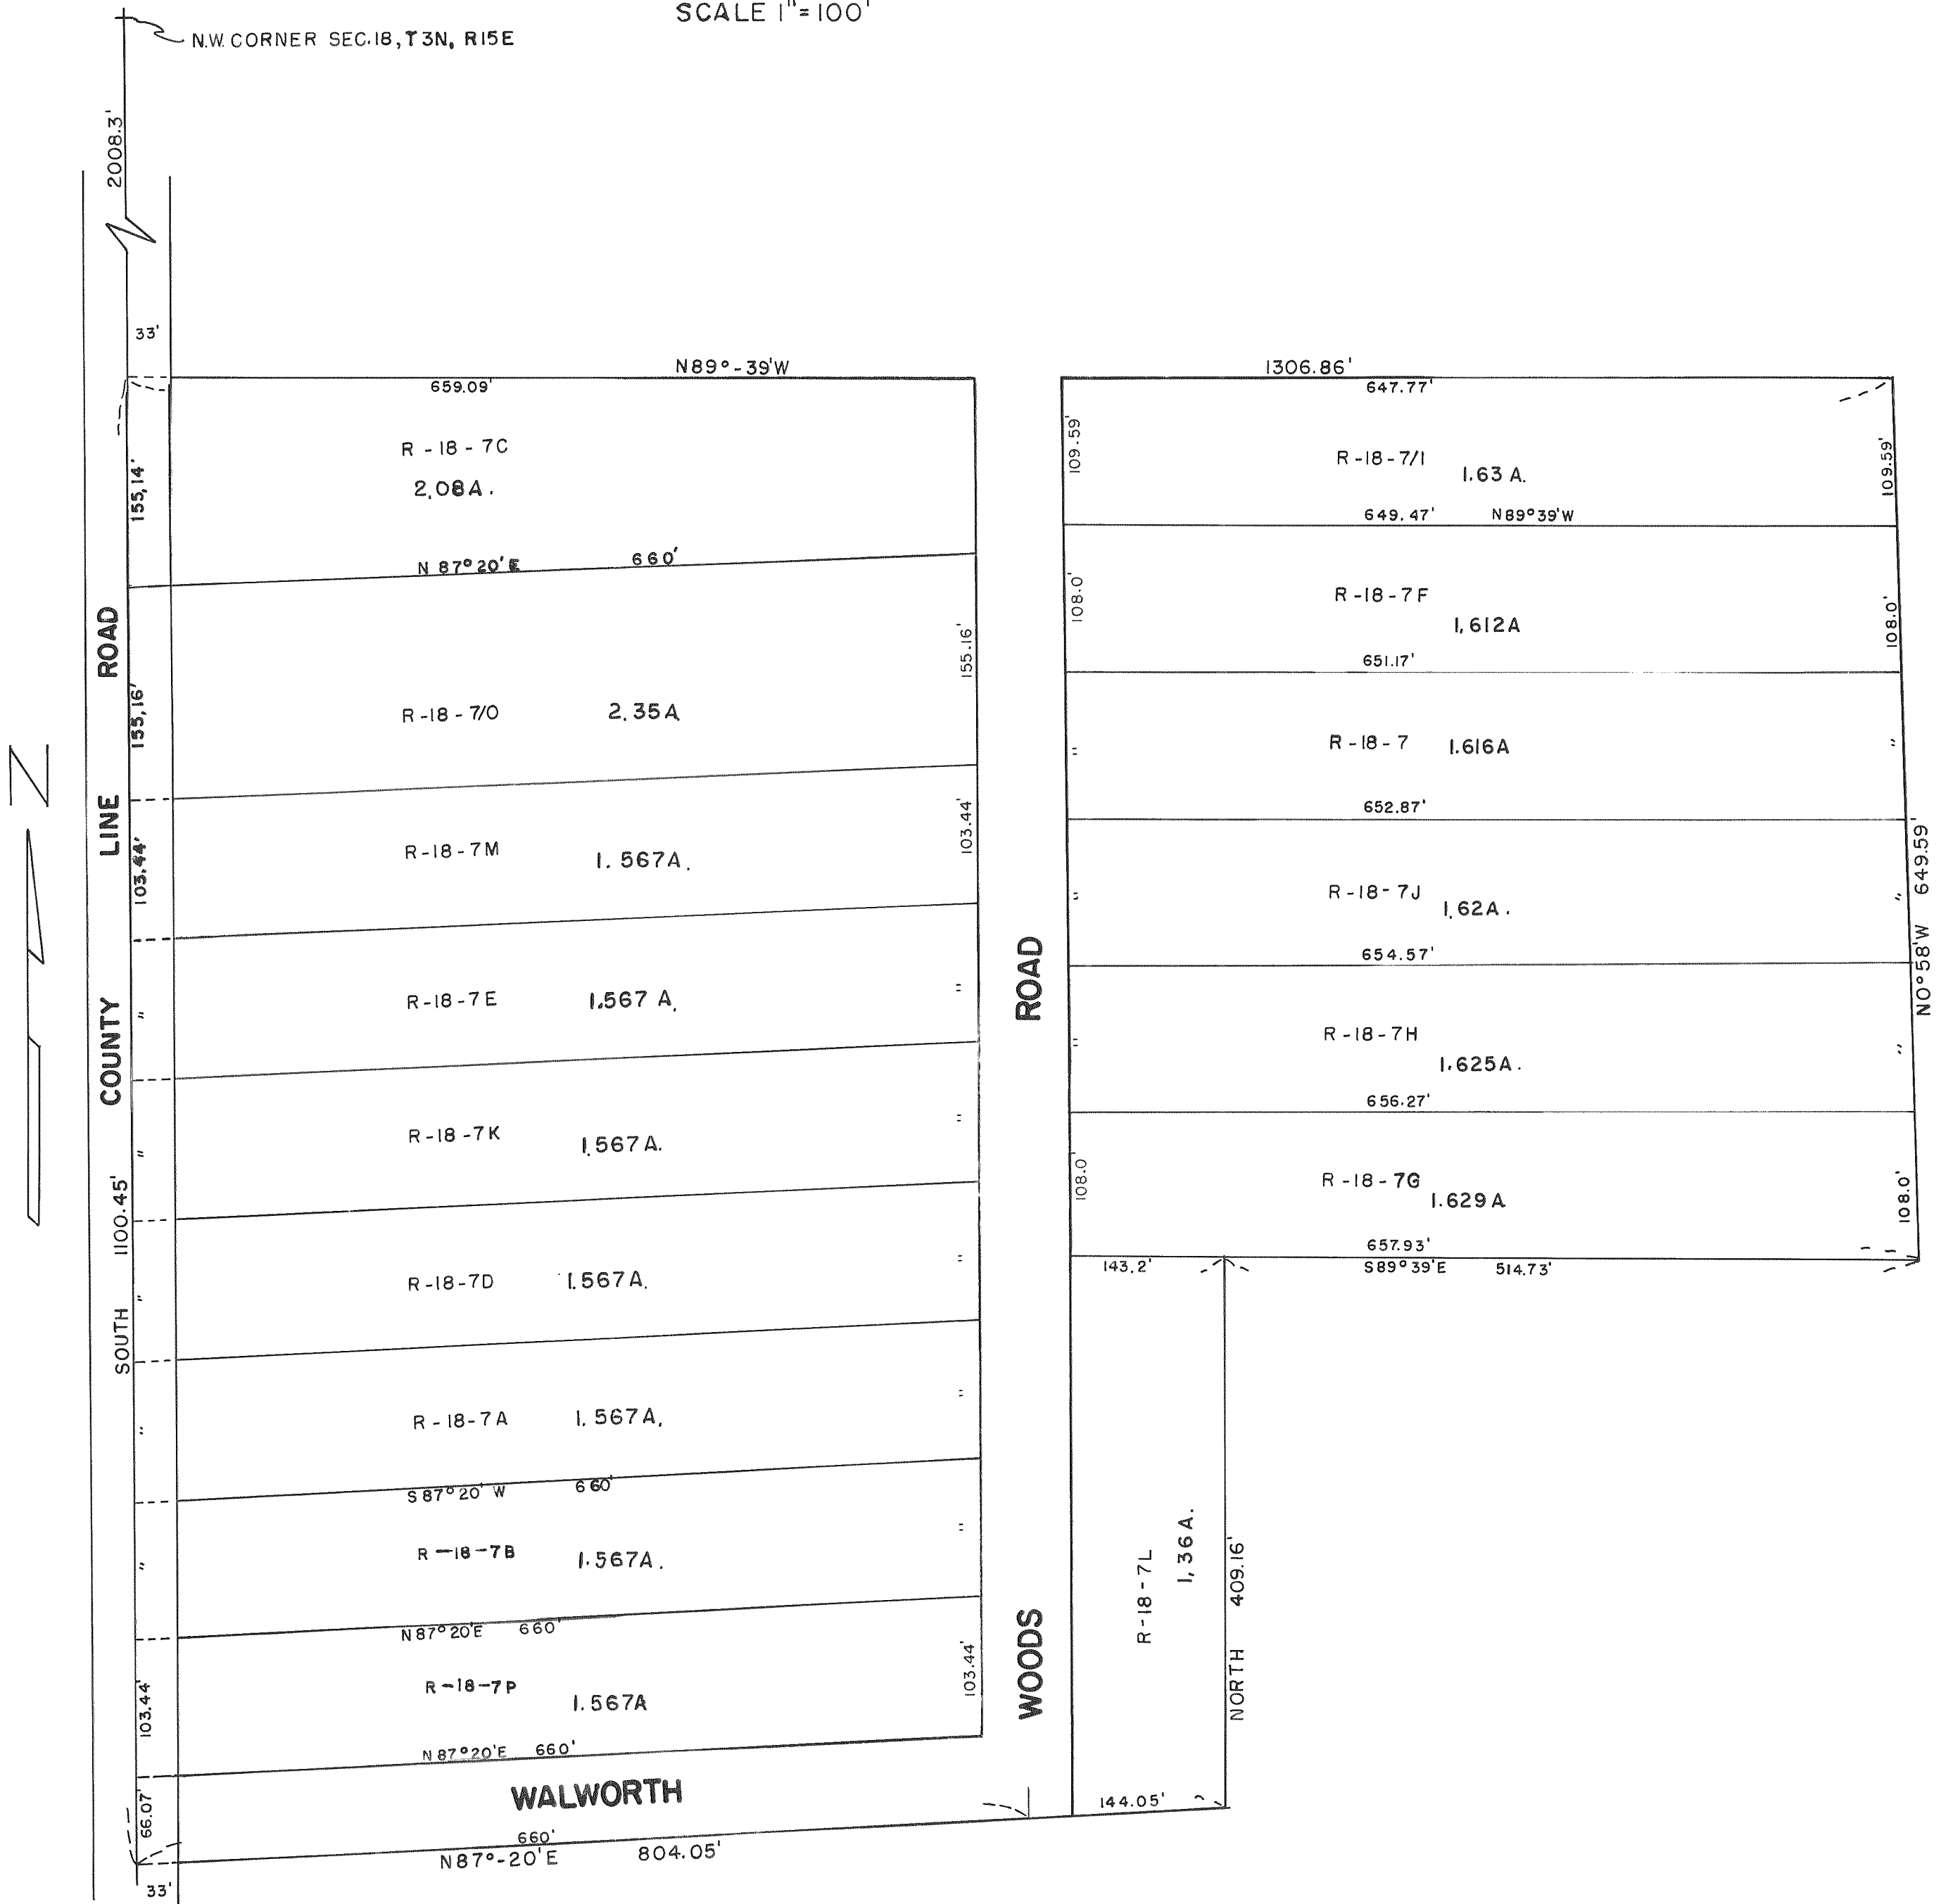 SCALE 1"=100'
N.W. CORNER SEC.18, T3N, R15E
2008.3'
33'
N89°-39'W
1306.86'
659.09'
647.77'
R-18-7C
2.08A.
155.14'
109.59'
R-18-7/1
1.63 A.
109.59'
649.47' N89°39'W
N 87°20'E 660'
108.0'
R-18-7F
1.612A
108.0'
651.17'
155.16'
R-18-7/0 2.35A
155.16'
"
R-18-7 1.616A
"
652.87'
103.44'
R-18-7M 1.567A.
103.44'
"
R-18-7J
1.62A.
"
654.57'
N0°58'W 649.59'
"
R-18-7E 1.567 A.
"
"
R-18-7H
1.625A.
"
656.27'
"
R-18-7K 1.567A.
"
108.0'
R-18-7G
1.629A
108.0'
657.93'
143.2' S89°39'E 514.73'
COUNTY LINE ROAD
SOUTH 1100.45'
"
R-18-7D 1.567A.
"
"
R-18-7A 1.567A.
"
S87°20'W 660'
"
R-18-7B 1.567A.
"
N87°20'E 660'
103.44'
R-18-7P
1.567A
103.44'
N87°20'E 660'
WOODS ROAD
R-18-7L
1.36A.
NORTH 409.16'
WALWORTH
144.05'
66.07'
660'
N87°-20'E 804.05'
33'
N